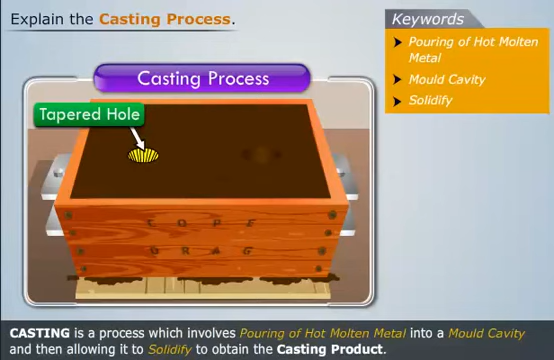 Explain the Casting Process.
Keywords
Pouring of Hot Molten
Metal
Mould Cavity
Solidify
Casting Process
Tapered Hole
COPE
DRAG
CASTING is a process which involves Pouring of Hot Molten Metal into a Mould Cavity
and then allowing it to Solidify to obtain the Casting Product.